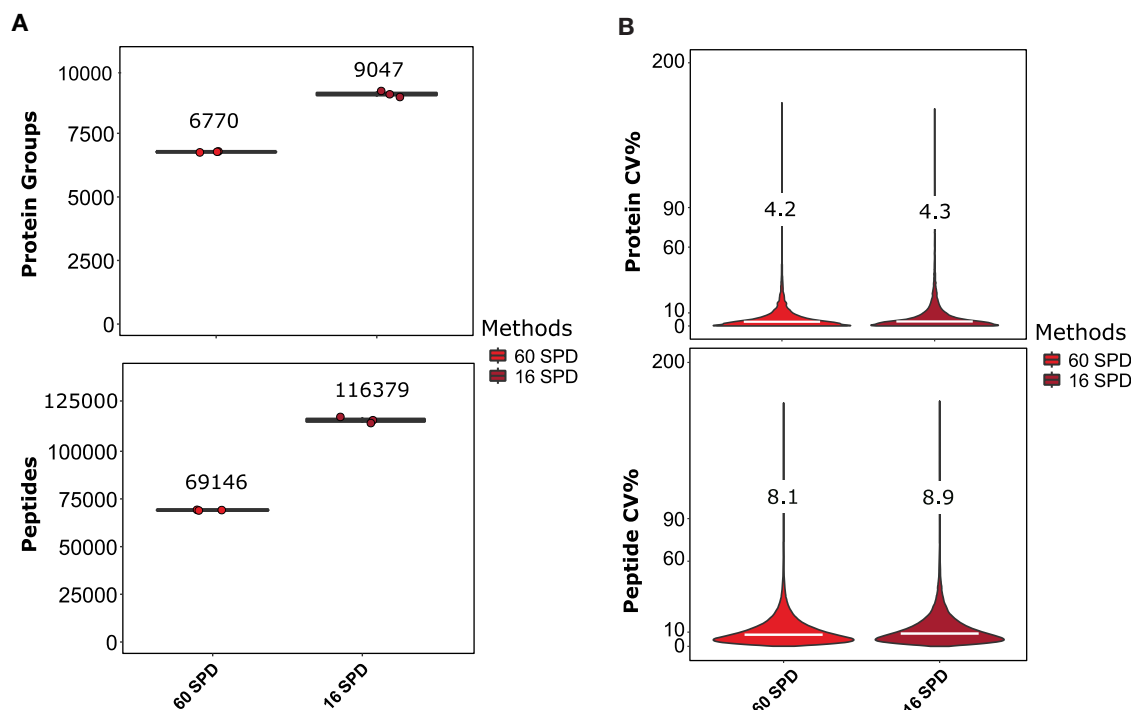 A
10000
7500
5000
2500
0
Protein Groups
6770
9047
125000
100000
75000
50000
25000
0
Peptides
69146
116379
60 SPD
16 SPD
Methods
60 SPD
16 SPD
B
200
90
60
10
0
Protein CV%
4.2
4.3
200
90
60
10
0
Peptide CV%
8.1
8.9
60 SPD
16 SPD
Methods
60 SPD
16 SPD